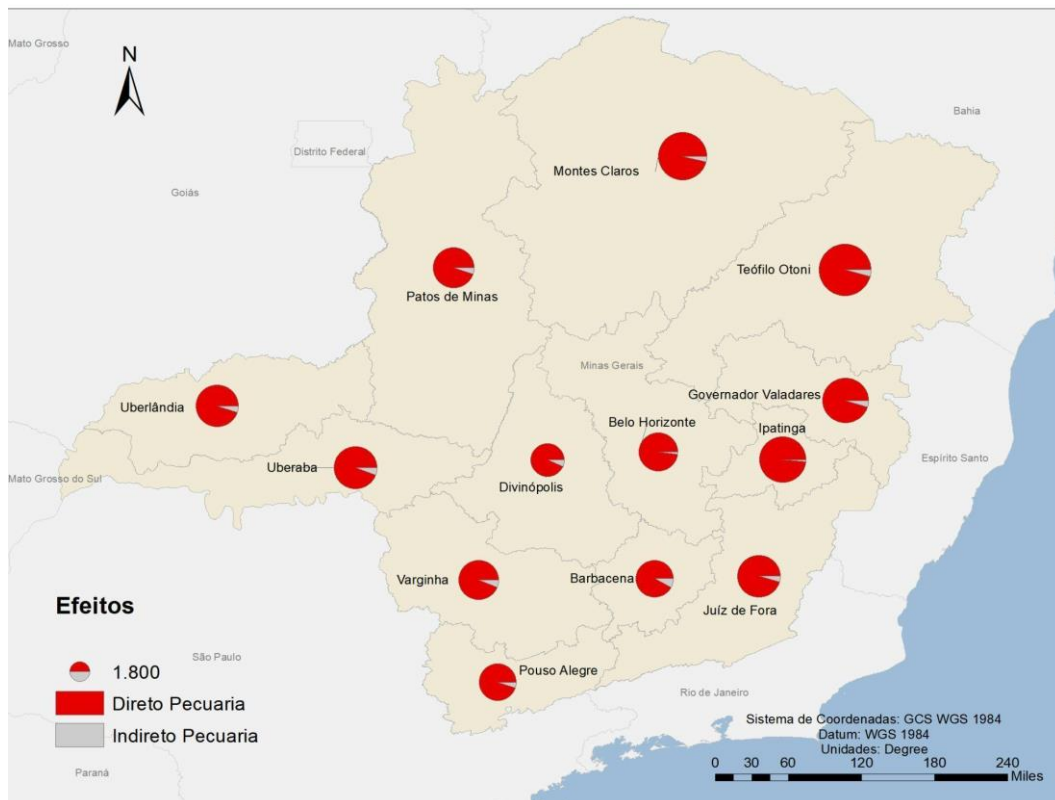 Mato Grosso
N
Bahia
Distrito Federal
Montes Claros
Goiás
Teófilo Otoni
Patos de Minas
Minas Gerais
Governador Valadares
Uberlândia
Belo Horizonte
Ipatinga
Espírito Santo
Uberaba
Mato Grosso do Sul
Divinópolis
Varginha
Barbacena
Juíz de Fora
Efeitos
São Paulo
1.800
Pouso Alegre
Direto Pecuaria
Rio de Janeiro
Indireto Pecuaria
Sistema de Coordenadas: GCS WGS 1984
Datum: WGS 1984
Unidades: Degree
Paraná
0 30 60 120 180 240
Miles